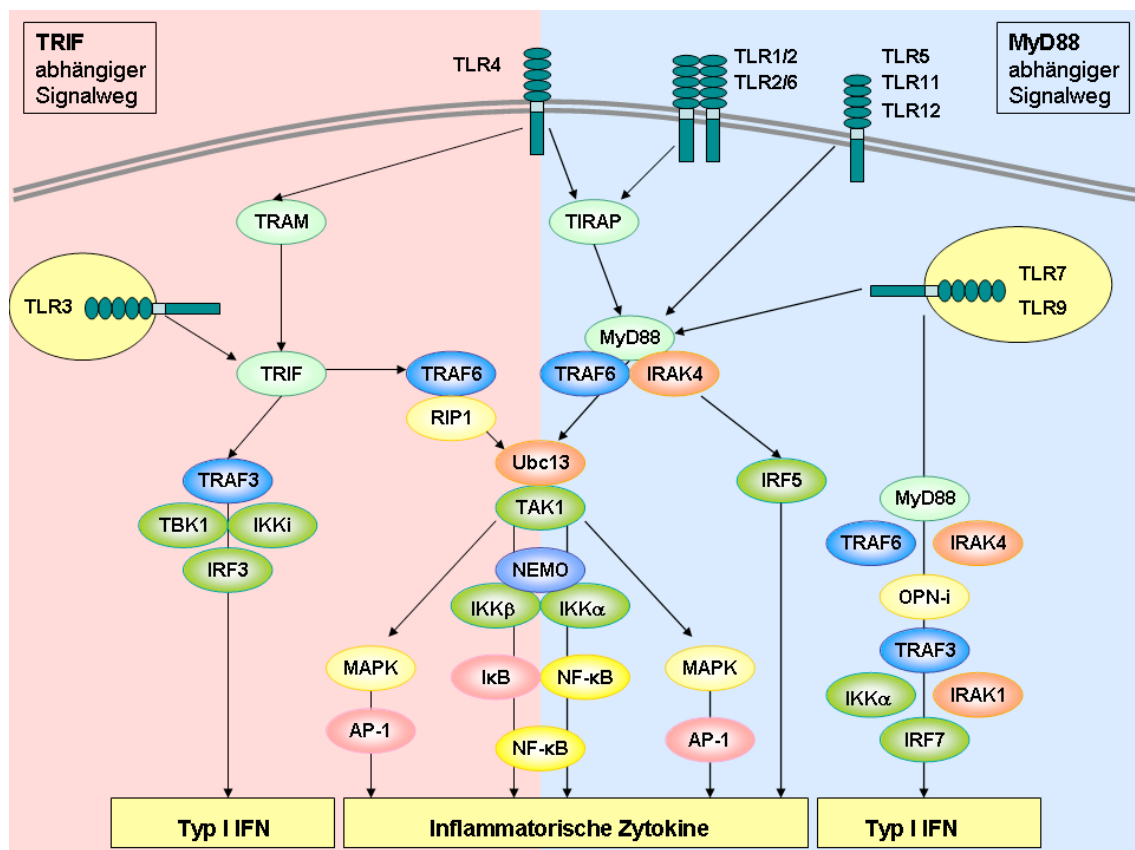 TRIF
abhängiger
Signalweg
TLR4
TLR1/2
TLR2/6
TLR5
TLR11
TLR12
MyD88
abhängiger
Signalweg
TRAM
TIRAP
TLR3
TLR7
TLR9
MyD88
TRIF
TRAF6
TRAF6
IRAK4
RIP1
Ubc13
TRAF3
TAK1
IRF5
MyD88
TBK1
IKKi
TRAF6
IRAK4
IRF3
NEMO
IKKβ
IKKα
OPN-i
TRAF3
MAPK
IκB
NF-κB
MAPK
IKKα
IRAK1
AP-1
NF-κB
AP-1
IRF7
Typ I IFN
Inflammatorische Zytokine
Typ I IFN